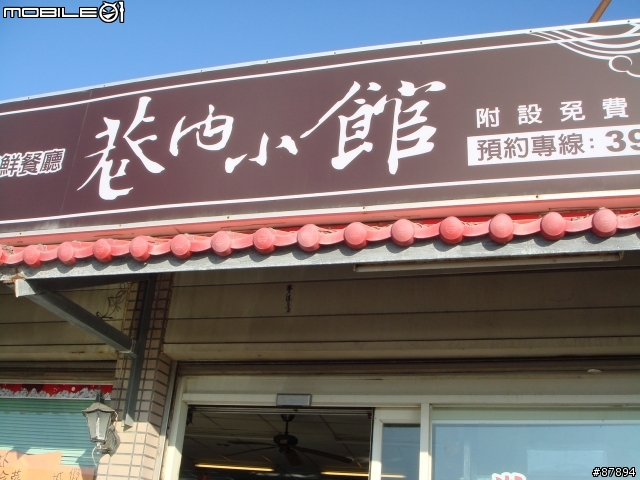 MOBILE01
鮮餐廳
巷內小館
附設免費
預約專線：39
#87894